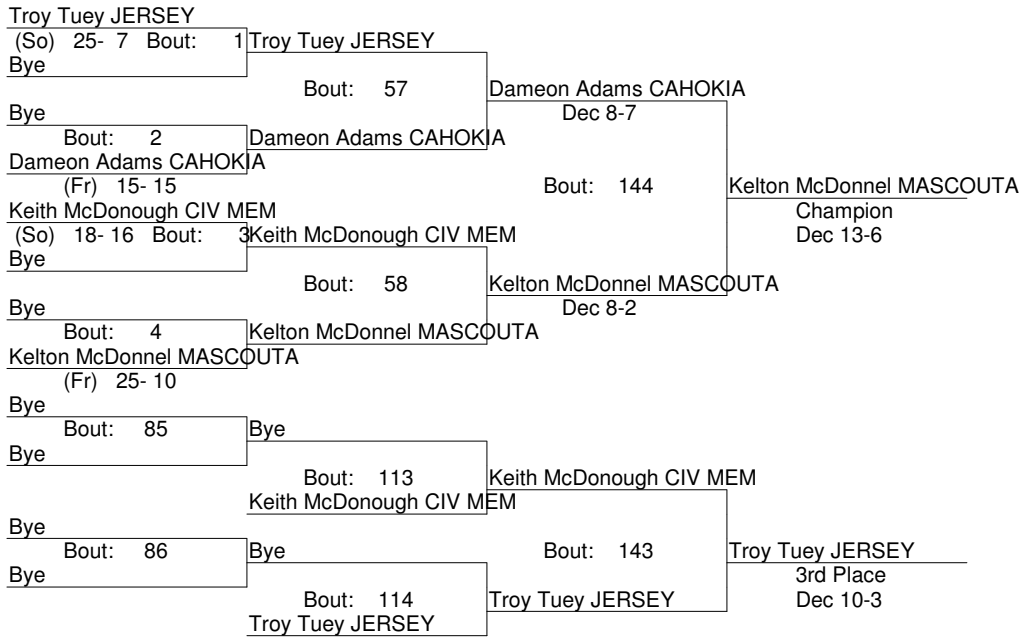 Troy Tuey JERSEY
(So) 25- 7 Bout: 1 Troy Tuey JERSEY
Bye
Bout: 57 Dameon Adams CAHOKIA
Bye Dec 8-7
Bout: 2 Dameon Adams CAHOKIA
Dameon Adams CAHOKIA
(Fr) 15- 15 Bout: 144 Kelton McDonnel MASCOUTA
Keith McDonough CIV MEM Champion
(So) 18- 16 Bout: 3 Keith McDonough CIV MEM Dec 13-6
Bye
Bout: 58 Kelton McDonnel MASCOUTA
Bye Dec 8-2
Bout: 4 Kelton McDonnel MASCOUTA
Kelton McDonnel MASCOUTA
(Fr) 25- 10
Bye
Bout: 85 Bye
Bye
Bout: 113 Keith McDonough CIV MEM
Keith McDonough CIV MEM
Bye
Bout: 86 Bye Bout: 143 Troy Tuey JERSEY
Bye 3rd Place
Bout: 114 Troy Tuey JERSEY Dec 10-3
Troy Tuey JERSEY